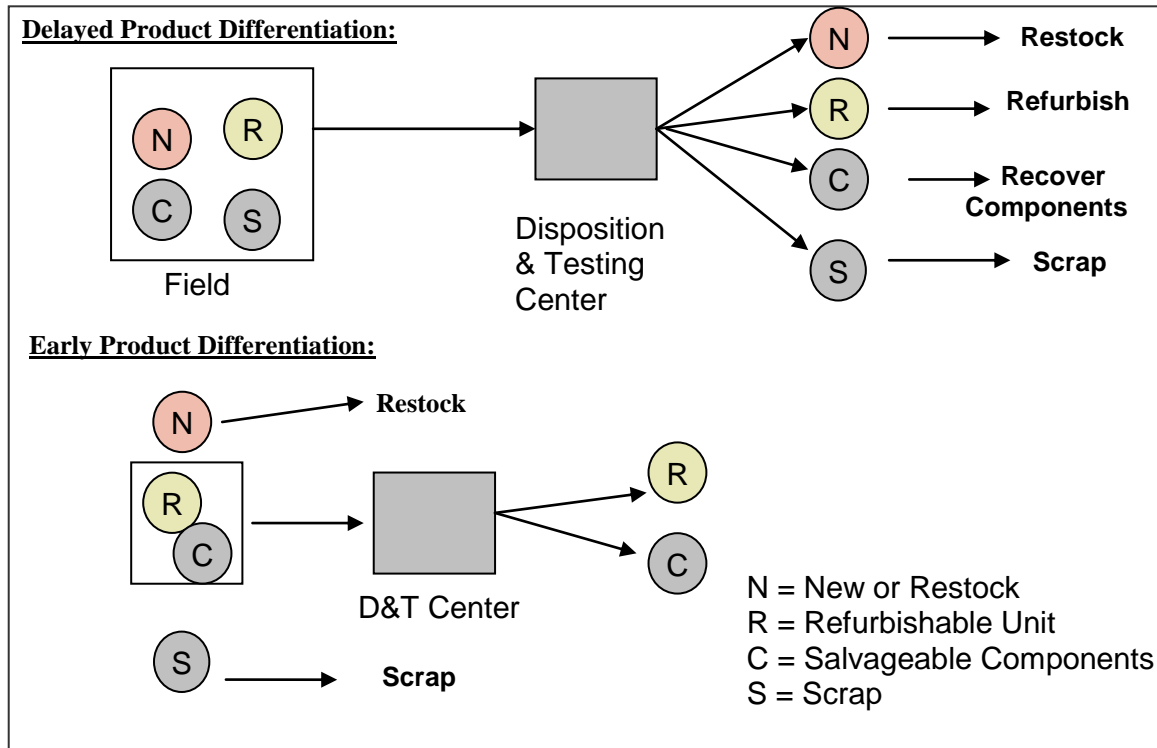 Delayed Product Differentiation:
N
Restock
R
Refurbish
N
R
C
S
C
Recover
Components
S
Scrap
Field
Disposition
& Testing
Center
Early Product Differentiation:
N
Restock
R
C
R
C
D&T Center
S
Scrap
N = New or Restock
R = Refurbishable Unit
C = Salvageable Components
S = Scrap